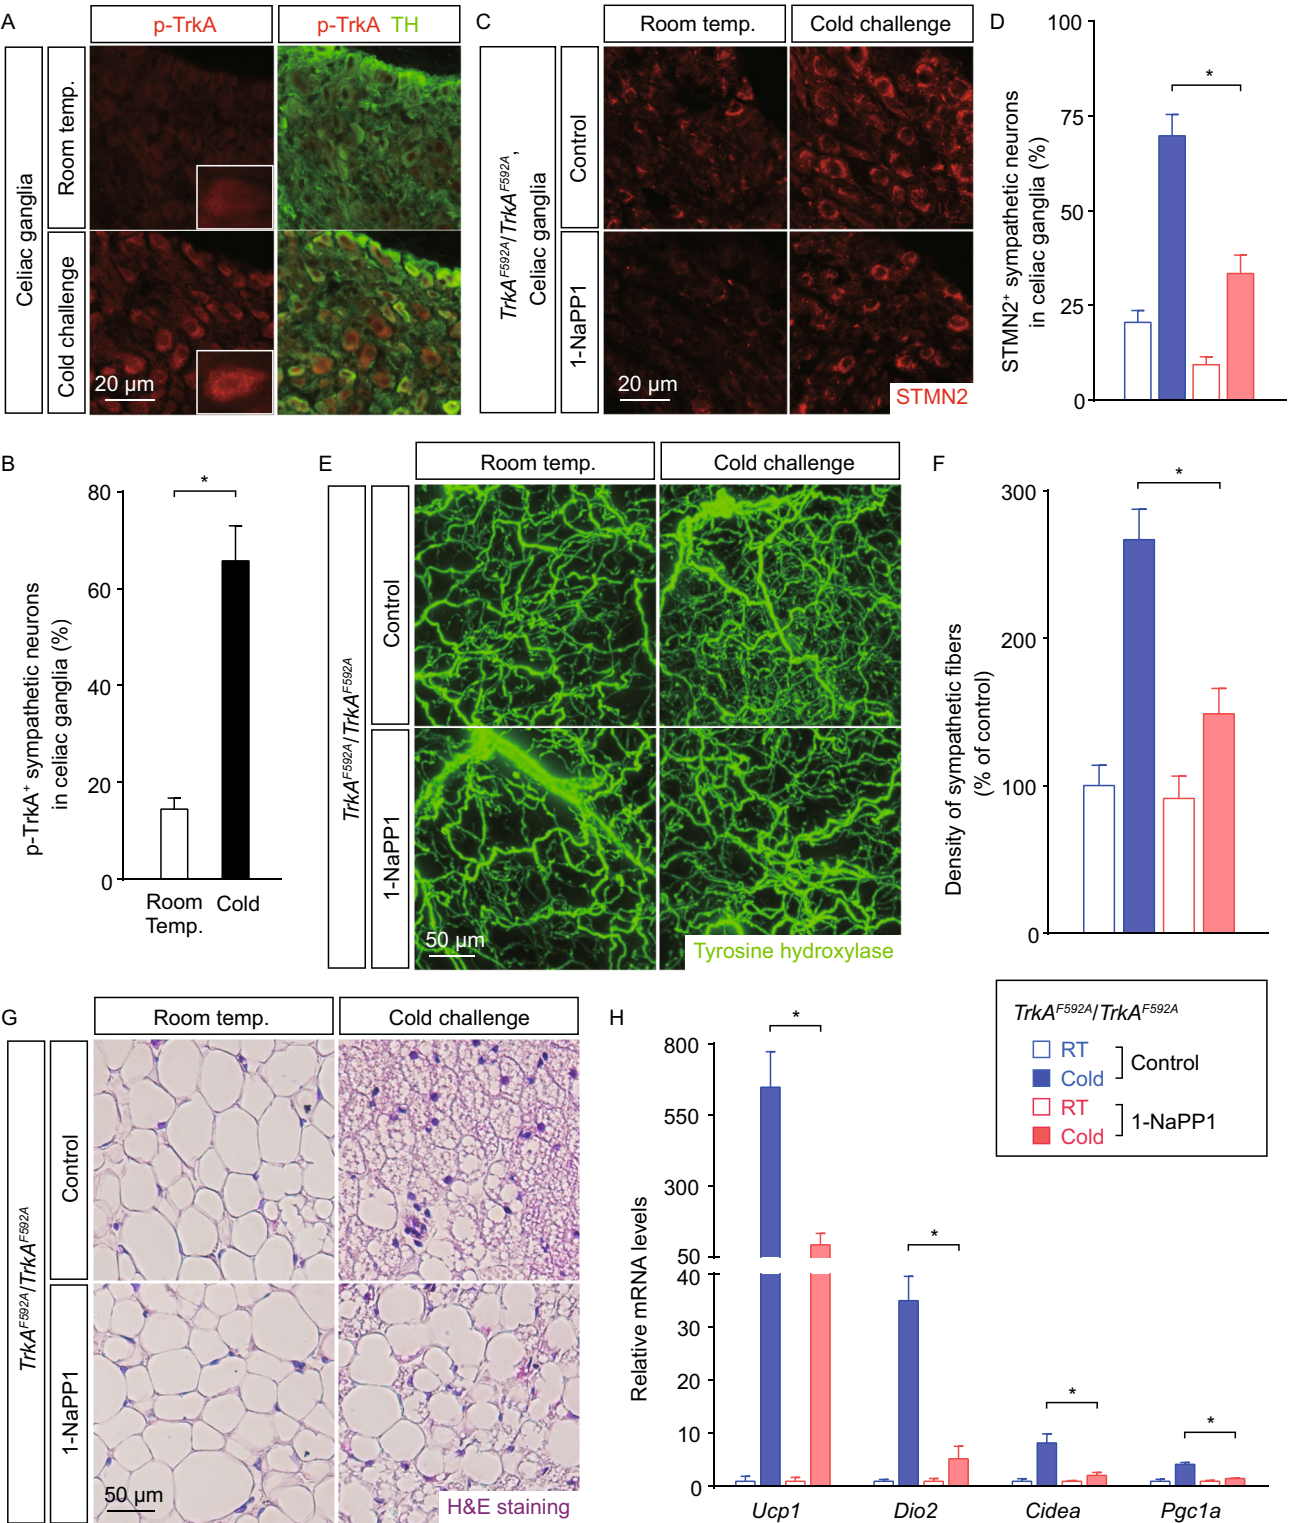 A
p-TrkA
p-TrkA TH
Celiac ganglia
Room temp.
Cold challenge
20 µm
C
Room temp.
Cold challenge
TrkA^F592A/TrkA^F592A,
Celiac ganglia
Control
1-NaPP1
20 µm
STMN2
D
STMN2+ sympathetic neurons
in celiac ganglia (%)
100
75
50
25
0
*
B
p-TrkA+ sympathetic neurons
in celiac ganglia (%)
80
60
40
20
0
*
Room
Temp.
Cold
E
Room temp.
Cold challenge
TrkA^F592A/TrkA^F592A
Control
1-NaPP1
50 µm
Tyrosine hydroxylase
F
Density of sympathetic fibers
(% of control)
300
200
100
0
*
G
Room temp.
Cold challenge
TrkA^F592A/TrkA^F592A
Control
1-NaPP1
50 µm
H&E staining
H
Relative mRNA levels
800
550
300
50
40
30
20
10
0
*
*
*
*
Ucp1
Dio2
Cidea
Pgc1a
TrkA^F592A/TrkA^F592A
RT
Cold
Control
RT
Cold
1-NaPP1